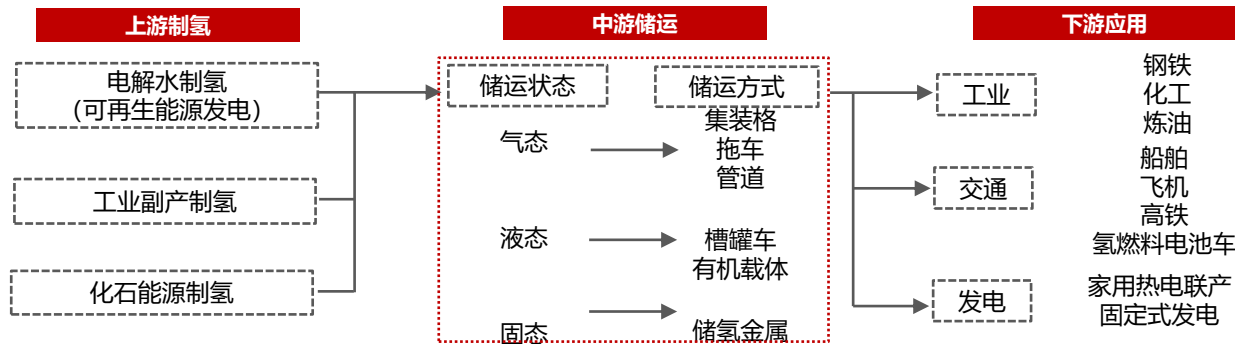 上游制氢
中游储运
下游应用
电解水制氢
(可再生能源发电)
工业副产制氢
化石能源制氢
储运状态
储运方式
气态
集装格
拖车
管道
液态
槽罐车
有机载体
固态
储氢金属
工业
钢铁
化工
炼油
交通
船舶
飞机
高铁
氢燃料电池车
发电
家用热电联产
固定式发电